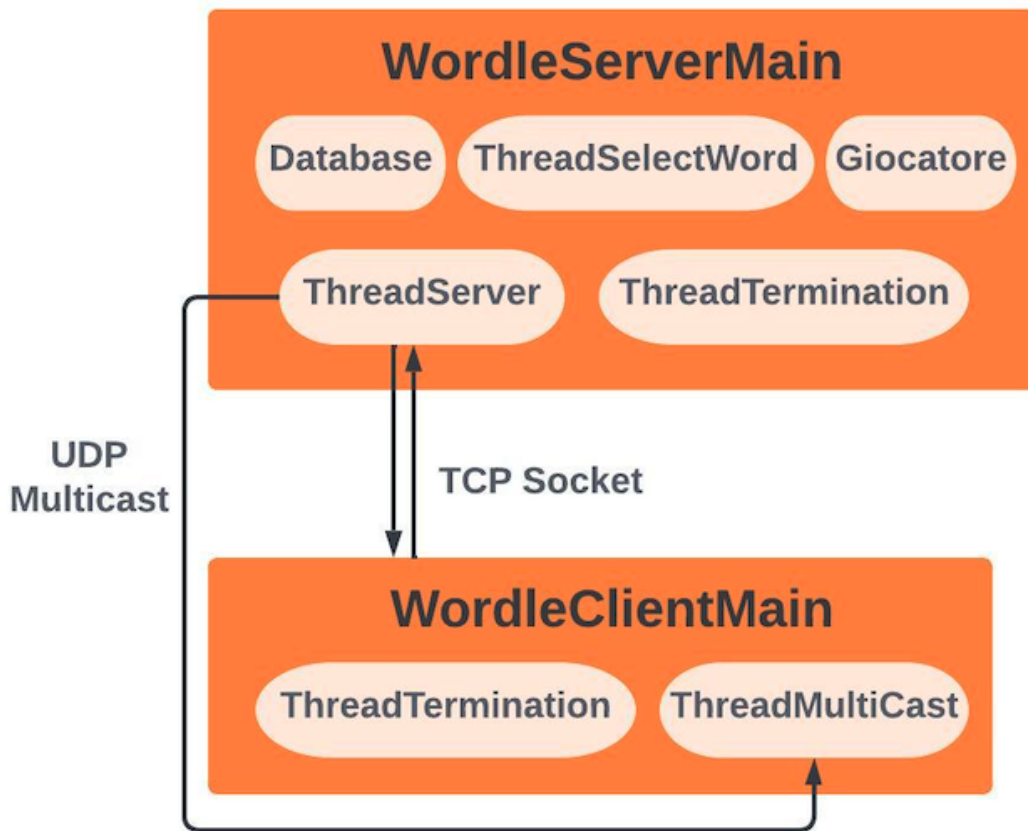 WordleServerMain
Database
ThreadSelectWord
Giocatore
ThreadServer
ThreadTermination
UDP
Multicast
TCP Socket
WordleClientMain
ThreadTermination
ThreadMultiCast